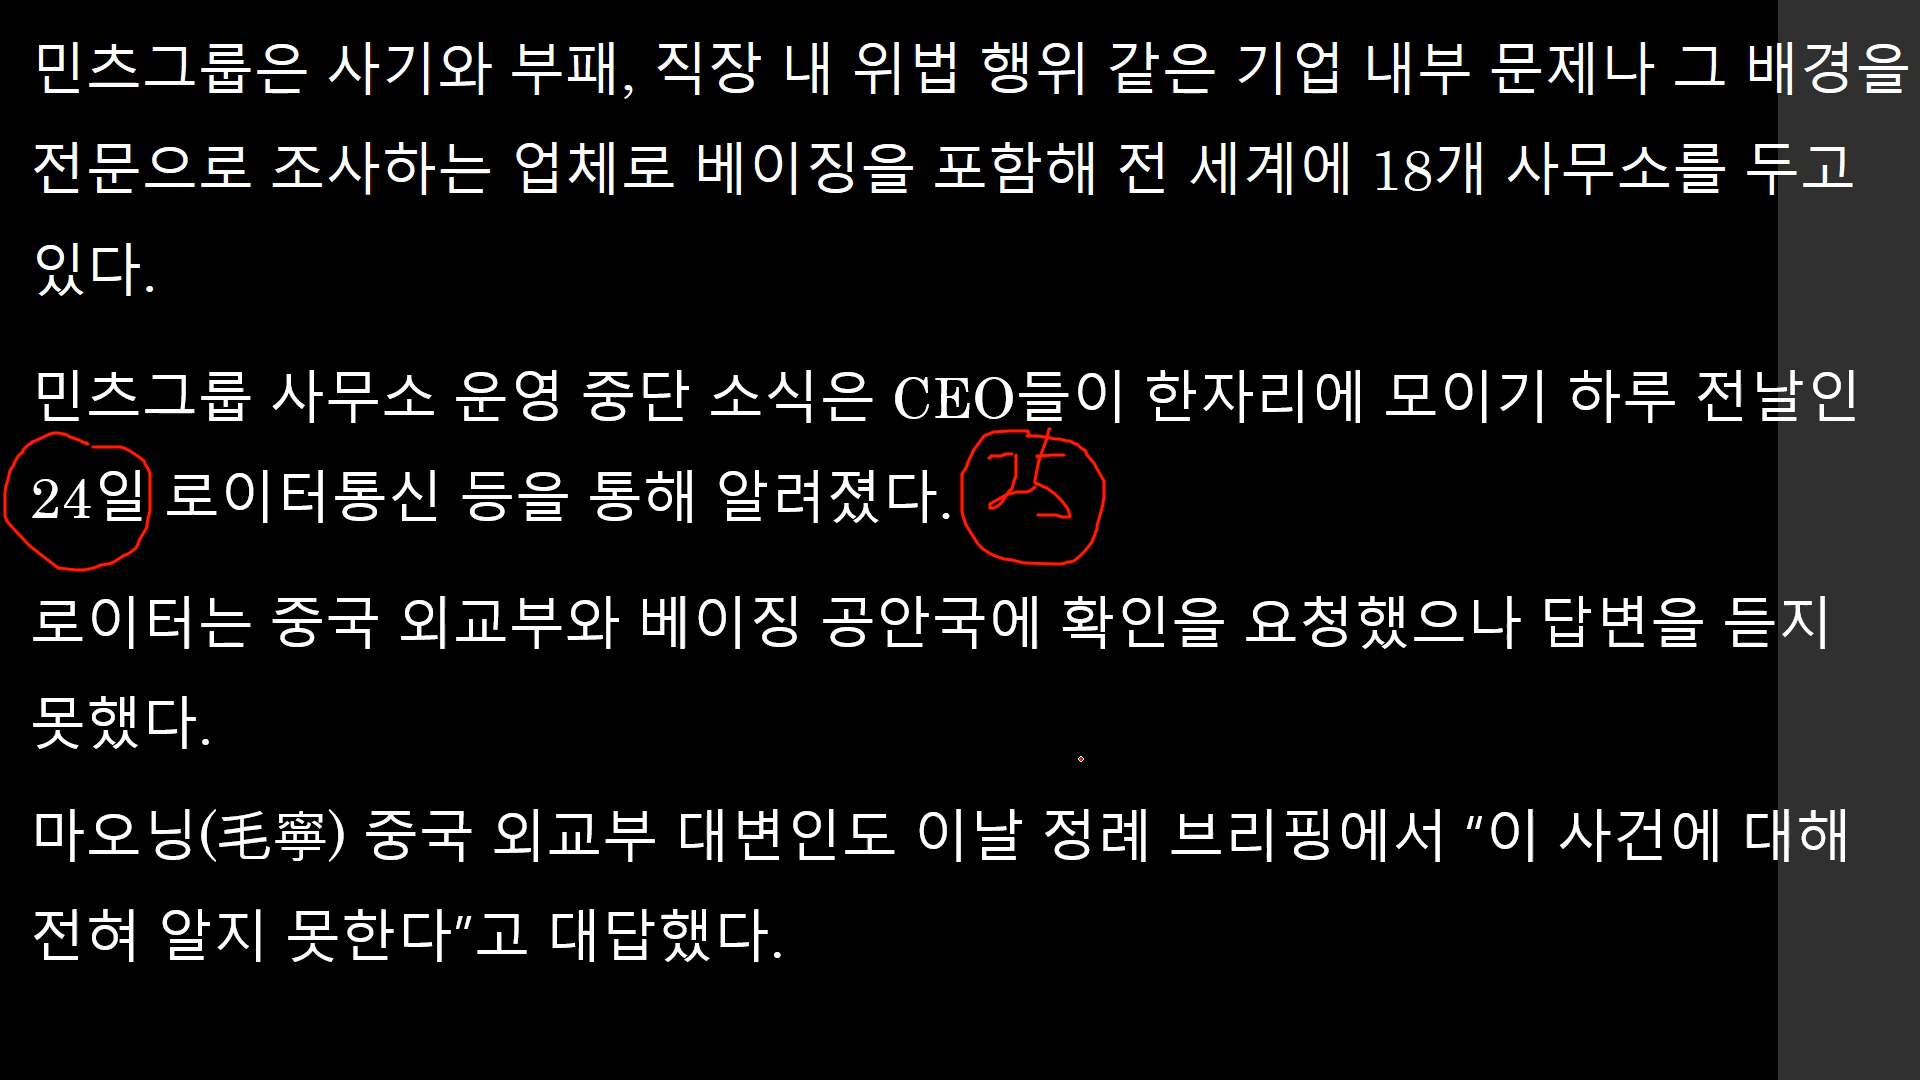 민츠그룹은 사기와 부패, 직장 내 위법 행위 같은 기업 내부 문제나 그 배경을
전문으로 조사하는 업체로 베이징을 포함해 전 세계에 18개 사무소를 두고
있다.
민츠그룹 사무소 운영 중단 소식은 CEO들이 한자리에 모이기 하루 전날인
24일 로이터통신 등을 통해 알려졌다. 25
로이터는 중국 외교부와 베이징 공안국에 확인을 요청했으나 답변을 듣지
못했다.
마오닝(毛寧) 중국 외교부 대변인도 이날 정례 브리핑에서 "이 사건에 대해
전혀 알지 못한다"고 대답했다.